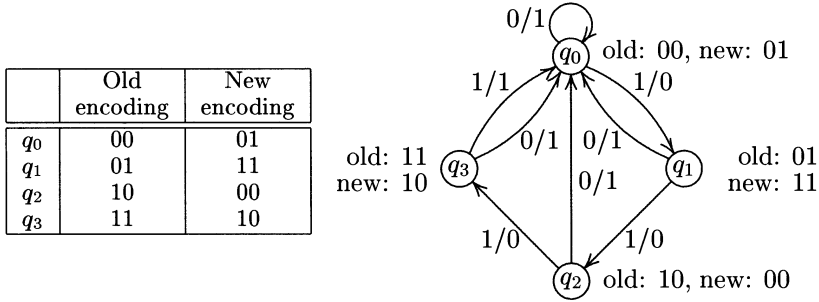 Old New
encoding encoding
q0 00 01
q1 01 11
q2 10 00
q3 11 10
0/1
q0 old: 00, new: 01
1/1 1/0
0/1 0/1
old: 11 q3 q1 old: 01
new: 10 0/1 new: 11
1/0 1/0
q2 old: 10, new: 00